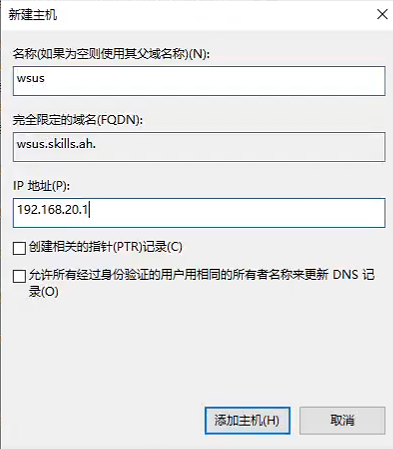 新建主机
名称(如果为空则使用其父域名称)(N):
wsus
完全限定的域名(FQDN):
wsus.skills.ah.
IP 地址(P):
192.168.20.1
创建相关的指针(PTR)记录(C)
允许所有经过身份验证的用户用相同的所有者名称来更新 DNS 记
录(O)
添加主机(H) 取消